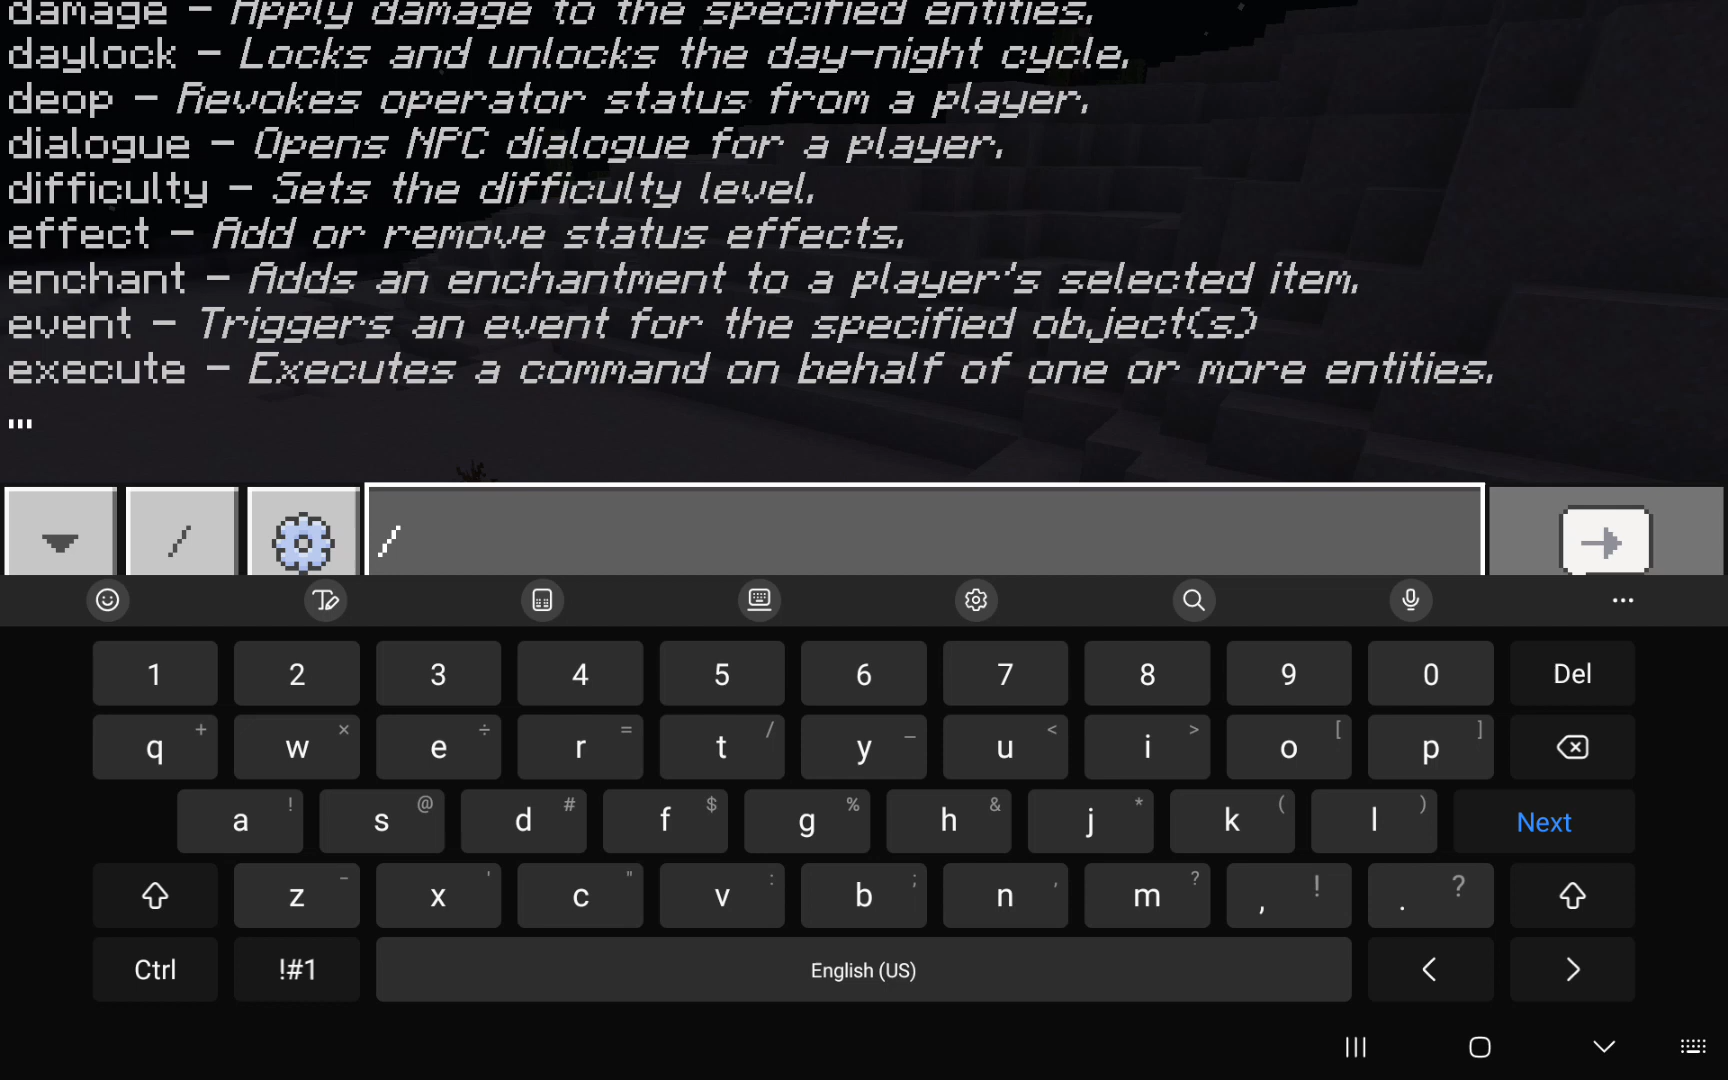 damage – Apply damage to the specified entities.
daylock – Locks and unlocks the day-night cycle.
deop – Revokes operator status from a player.
dialogue – Opens NPC dialogue for a player.
difficulty – Sets the difficulty level.
effect – Add or remove status effects.
enchant – Adds an enchantment to a player's selected item.
event – Triggers an event for the specified object(s)
execute – Executes a command on behalf of one or more entities.
...
/ /
1 2 3 4 5 6 7 8 9 0 Del
q + w × e ÷ r = t / y _ u < i > o [ p ]
a ! s @ d # f $ g % h & j * k ( l ) Next
z - x ' c " v : b ; n , m ? , ! . ?
Ctrl !#1 English (US) < >